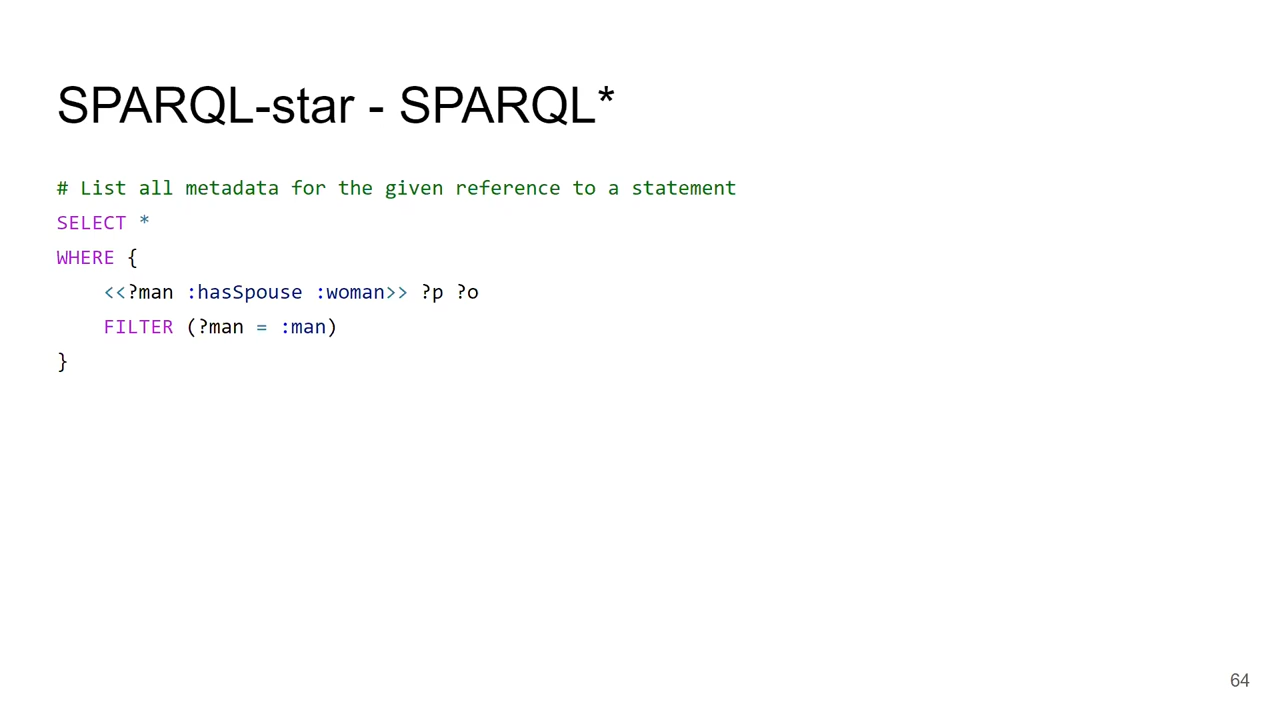 SPARQL-star - SPARQL*
# List all metadata for the given reference to a statement
SELECT *
WHERE {
    <<?man :hasSpouse :woman>> ?p ?o
    FILTER (?man = :man)
}
64